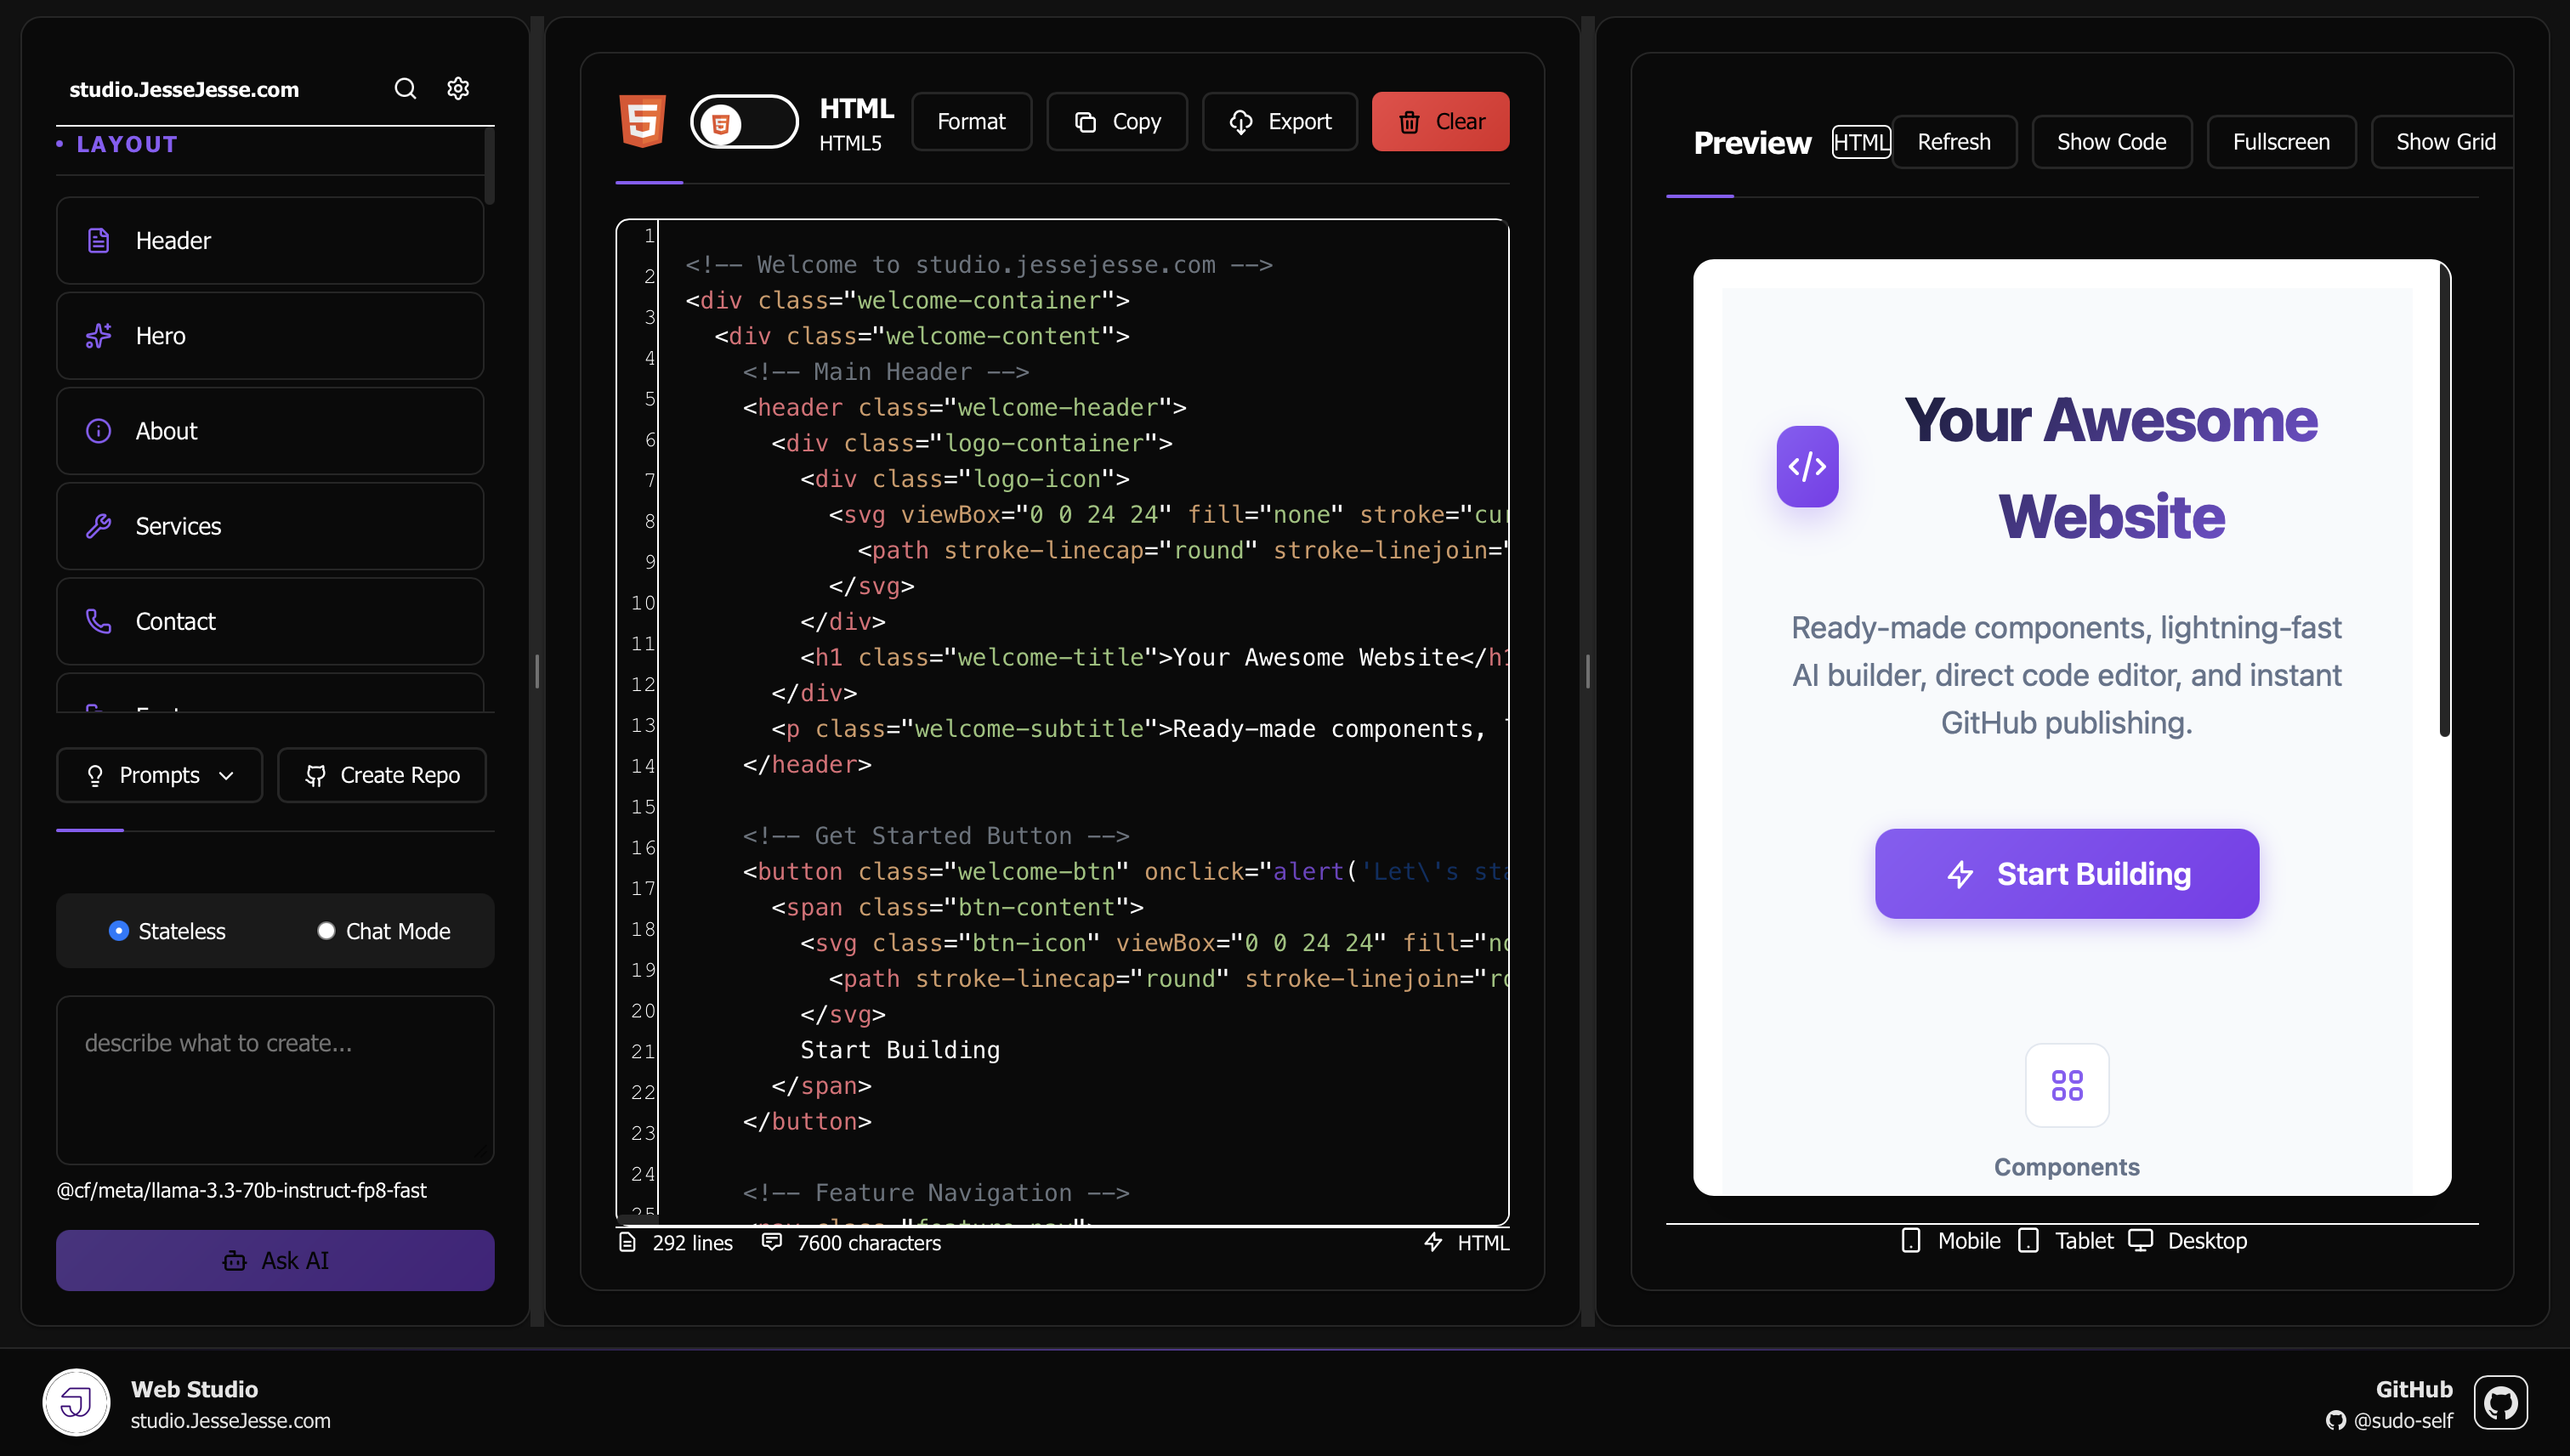 studio.JesseJesse.com
• LAYOUT
Header
Hero
About
Services
Contact
Prompts
Create Repo
Stateless
Chat Mode
describe what to create...
@cf/meta/llama-3.3-70b-instruct-fp8-fast
Ask AI
HTML
HTML5
Format
Copy
Export
Clear
1
2
3
4
5
6
7
8
9
10
11
12
13
14
15
16
17
18
19
20
21
22
23
24
25
<!-- Welcome to studio.jessejesse.com -->
<div class="welcome-container">
<div class="welcome-content">
<!-- Main Header -->
<header class="welcome-header">
<div class="logo-container">
<div class="logo-icon">
<svg viewBox="0 0 24 24" fill="none" stroke="cur
<path stroke-linecap="round" stroke-linejoin="
</svg>
</div>
<h1 class="welcome-title">Your Awesome Website</h1
</div>
<p class="welcome-subtitle">Ready-made components,
</header>
<!-- Get Started Button -->
<button class="welcome-btn" onclick="alert('Let\'s sta
<span class="btn-content">
<svg class="btn-icon" viewBox="0 0 24 24" fill="no
<path stroke-linecap="round" stroke-linejoin="ro
</svg>
Start Building
</span>
</button>
<!-- Feature Navigation -->
292 lines
7600 characters
HTML
Preview
HTML
Refresh
Show Code
Fullscreen
Show Grid
Your Awesome
Website
Ready-made components, lightning-fast
AI builder, direct code editor, and instant
GitHub publishing.
Start Building
Components
Mobile
Tablet
Desktop
Web Studio
studio.JesseJesse.com
GitHub
@sudo-self